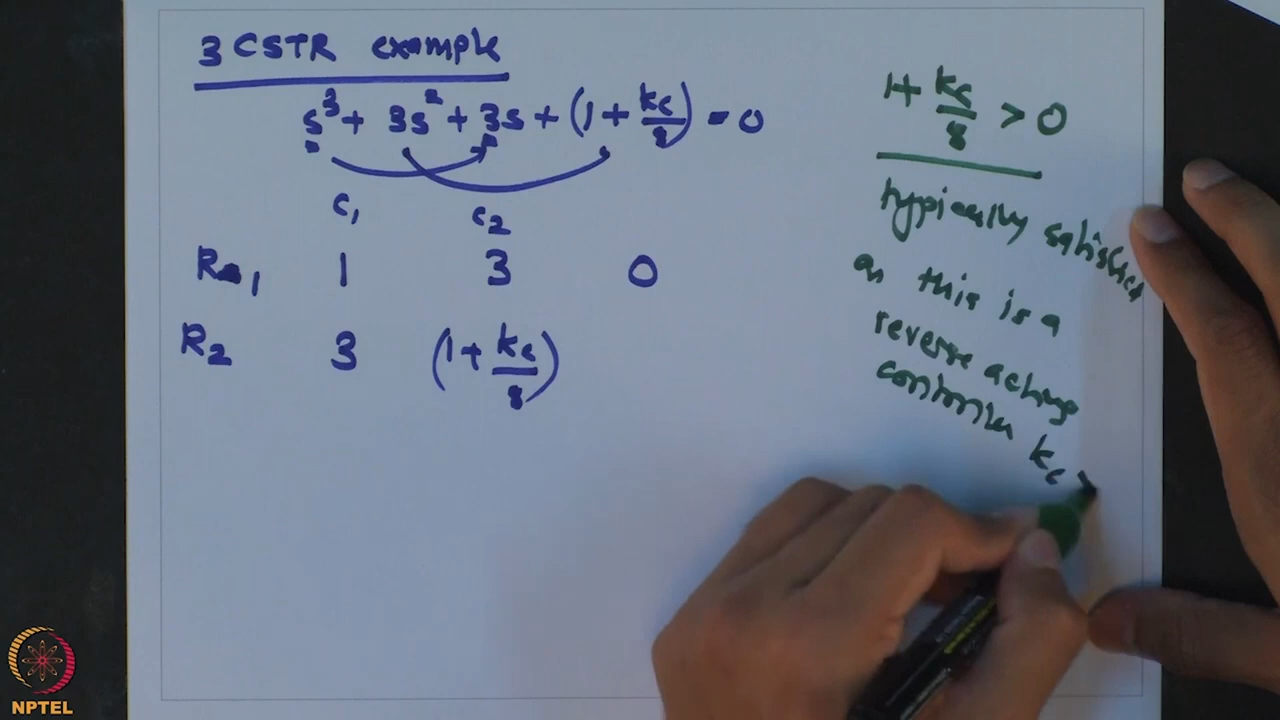 3 CSTR example
s³ + 3s² + 3s + (1 + kc/8) = 0
c₁ c₂
R₁ 1 3 0
R₂ 3 (1 + kc/8)
1 + kc/8 > 0
typically satisfied
as this is a
reverse acting
controller kc >
NPTEL